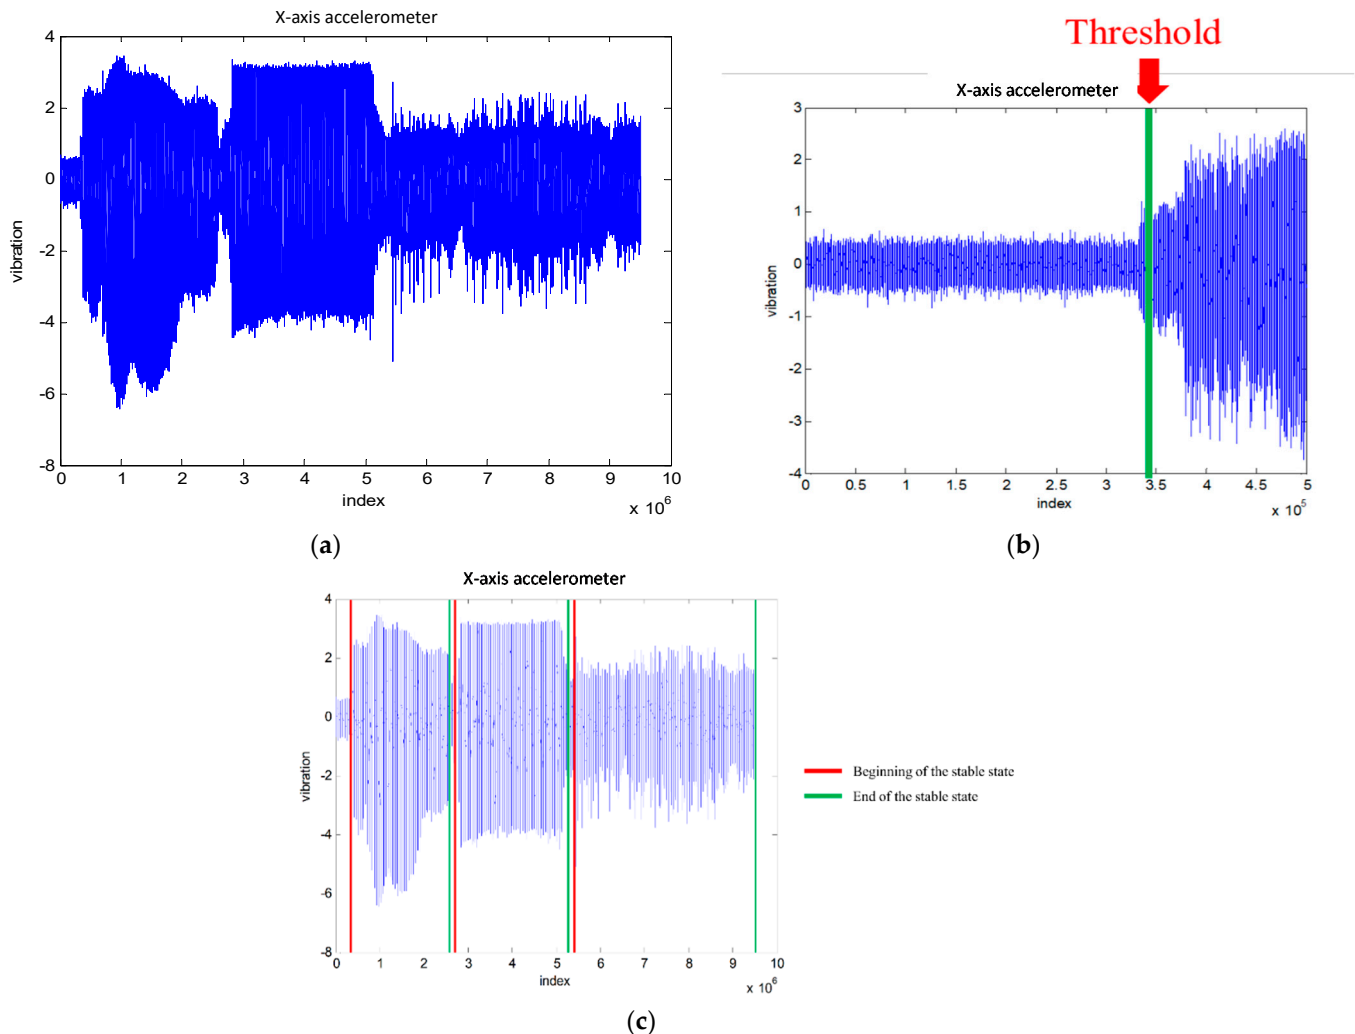 X-axis accelerometer
4
2
0
-2
-4
-6
-8
vibration
0 1 2 3 4 5 6 7 8 9 10
index
x 10^6
(a)
Threshold
X-axis accelerometer
3
2
1
0
-1
-2
-3
-4
vibration
0 0.5 1 1.5 2 2.5 3 3.5 4 4.5 5
index
x 10^5
(b)
X-axis accelerometer
4
2
0
-2
-4
-6
-8
vibration
0 1 2 3 4 5 6 7 8 9 10
index
x 10^6
Beginning of the stable state
End of the stable state
(c)